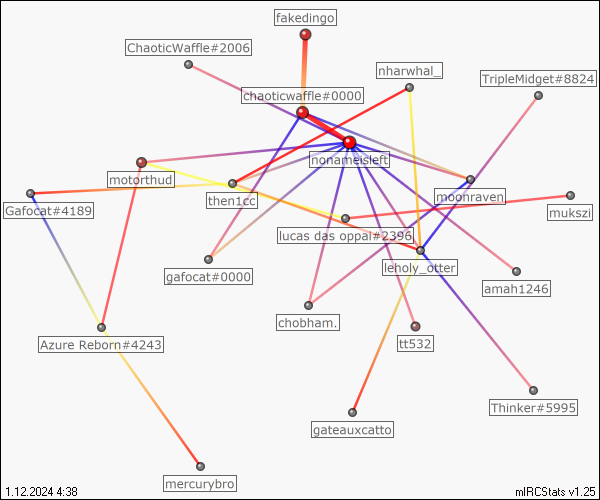 fakedingo
ChaoticWaffle#2006
nharwhal_
TripleMidget#8824
chaoticwaffle#0000
nonameisleft
motorthud
moonraven
then1cc
Gafocat#4189
mukszi
lucas das oppai#2396
leholy_otter
gafocat#0000
amah1246
chobham.
tt532
Azure Reborn#4243
Thinker#5995
gateauxcatto
mercurybro
1.12.2024 4:38
mIRCStats v1.25